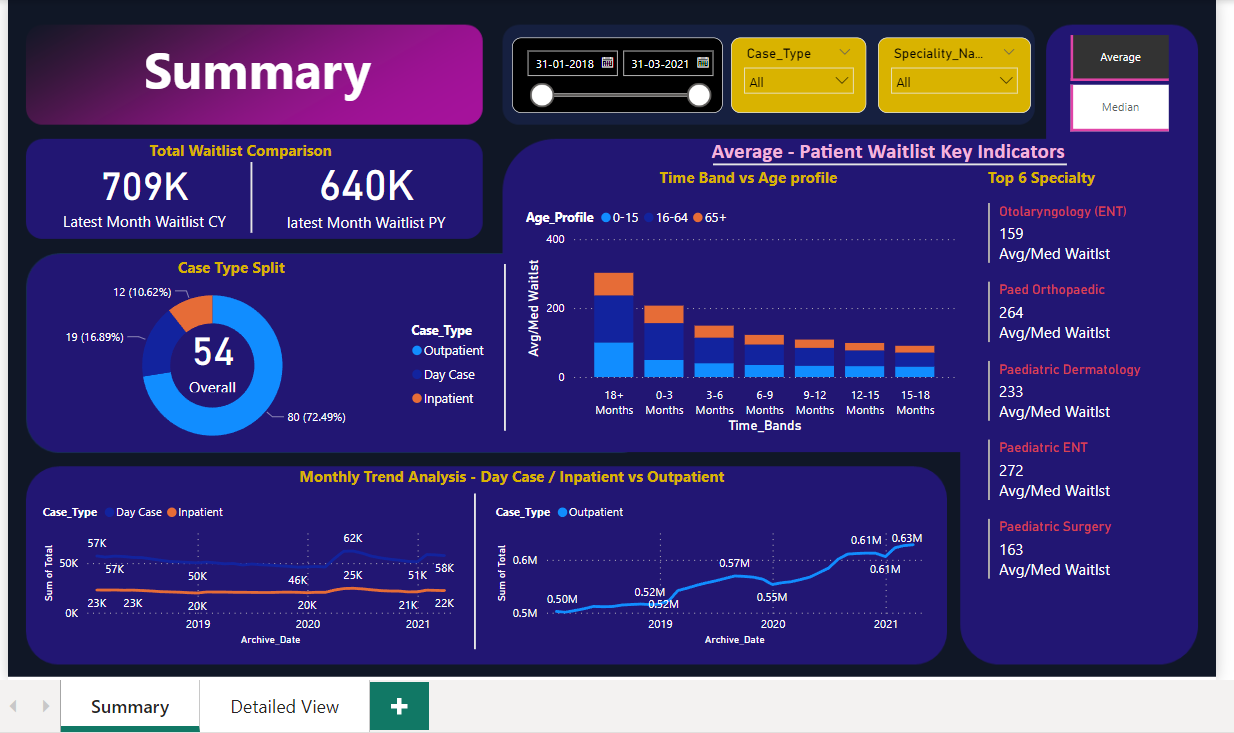 Summary
31-01-2018
31-03-2021
Case_Type
All
Speciality_Na...
All
Average
Median
Total Waitlist Comparison
709K
Latest Month Waitlist CY
640K
latest Month Waitlist PY
Average - Patient Waitlist Key Indicators
Time Band vs Age profile
Age_Profile 0-15 16-64 65+
Avg/Med Waitlst
400
200
0
18+ Months
0-3 Months
3-6 Months
6-9 Months
9-12 Months
12-15 Months
15-18 Months
Time_Bands
Top 6 Specialty
Otolaryngology (ENT)
159
Avg/Med Waitlst
Paed Orthopaedic
264
Avg/Med Waitlst
Paediatric Dermatology
233
Avg/Med Waitlst
Paediatric ENT
272
Avg/Med Waitlst
Paediatric Surgery
163
Avg/Med Waitlst
Case Type Split
12 (10.62%)
19 (16.89%)
54
Overall
80 (72.49%)
Case_Type
Outpatient
Day Case
Inpatient
Monthly Trend Analysis - Day Case / Inpatient vs Outpatient
Case_Type Day Case Inpatient
Sum of Total
50K
0K
57K
57K
50K
46K
62K
51K
58K
23K
23K
20K
20K
25K
21K
22K
2019
2020
2021
Archive_Date
Case_Type Outpatient
Sum of Total
0.6M
0.5M
0.50M
0.52M
0.52M
0.57M
0.55M
0.61M
0.61M
0.63M
2019
2020
2021
Archive_Date
Summary
Detailed View
+